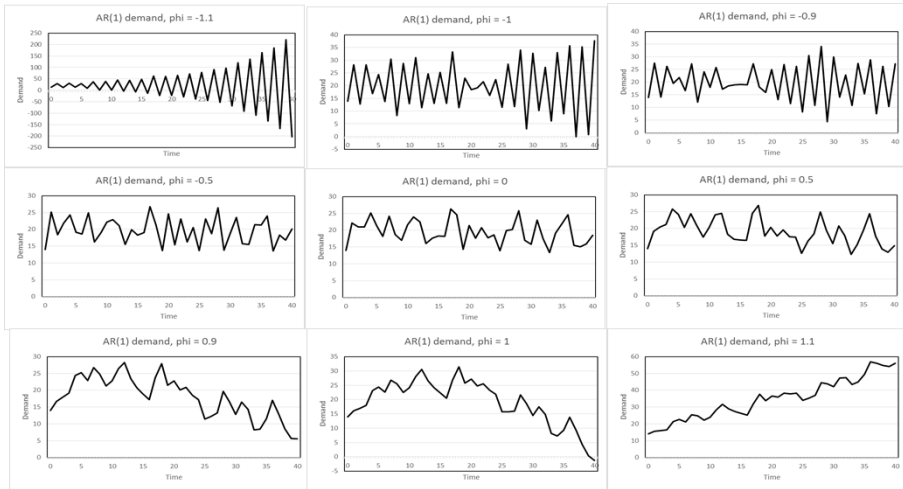 AR(1) demand, phi = -1.1
250
200
150
100
50
0
-50
-100
-150
-200
-250
Demand
0 5 10 15 20 25 30 35 40
Time
AR(1) demand, phi = -1
40
35
30
25
20
15
10
5
0
-5
Demand
0 5 10 15 20 25 30 35 40
Time
AR(1) demand, phi = -0.9
40
35
30
25
20
15
10
5
0
Demand
0 5 10 15 20 25 30 35 40
Time
AR(1) demand, phi = -0.5
30
25
20
15
10
5
0
Demand
0 5 10 15 20 25 30 35 40
Time
AR(1) demand, phi = 0
30
25
20
15
10
5
0
Demand
0 5 10 15 20 25 30 35 40
Time
AR(1) demand, phi = 0.5
30
25
20
15
10
5
0
Demand
0 5 10 15 20 25 30 35 40
Time
AR(1) demand, phi = 0.9
30
25
20
15
10
5
0
Demand
0 5 10 15 20 25 30 35 40
Time
AR(1) demand, phi = 1
35
30
25
20
15
10
5
0
-5
Demand
0 5 10 15 20 25 30 35 40
Time
AR(1) demand, phi = 1.1
60
50
40
30
20
10
0
Demand
0 5 10 15 20 25 30 35 40
Time